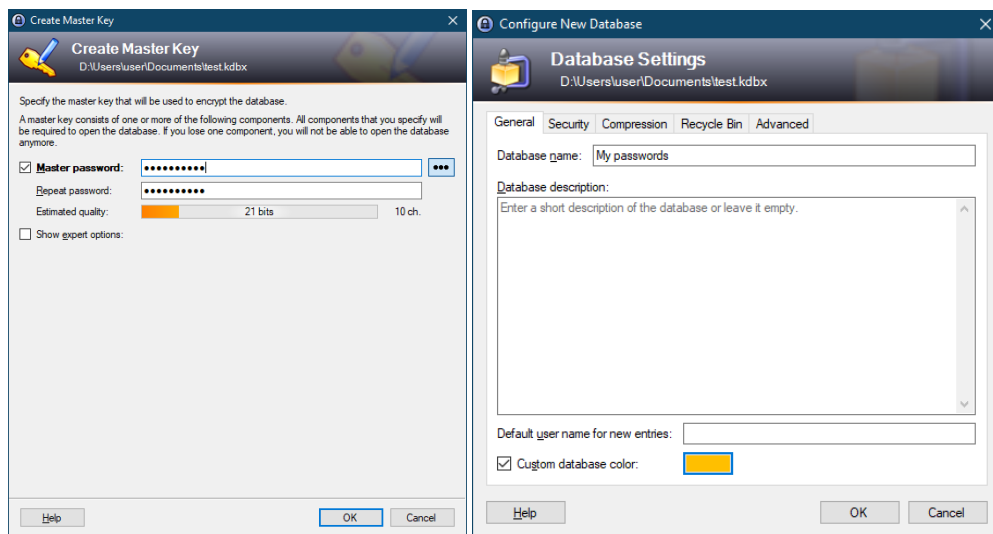 Create Master Key
Create Master Key
D:\Users\user\Documents\test.kdbx
Specify the master key that will be used to encrypt the database.
A master key consists of one or more of the following components. All components that you specify will
be required to open the database. If you lose one component, you will not be able to open the database
anymore.
Master password: ●●●●●●●●●● •••
Repeat password: ●●●●●●●●●●
Estimated quality: 21 bits 10 ch.
Show expert options:
Help OK Cancel
Configure New Database
Database Settings
D:\Users\user\Documents\test.kdbx
General Security Compression Recycle Bin Advanced
Database name: My passwords
Database description:
Enter a short description of the database or leave it empty.
Default user name for new entries:
Custom database color:
Help OK Cancel